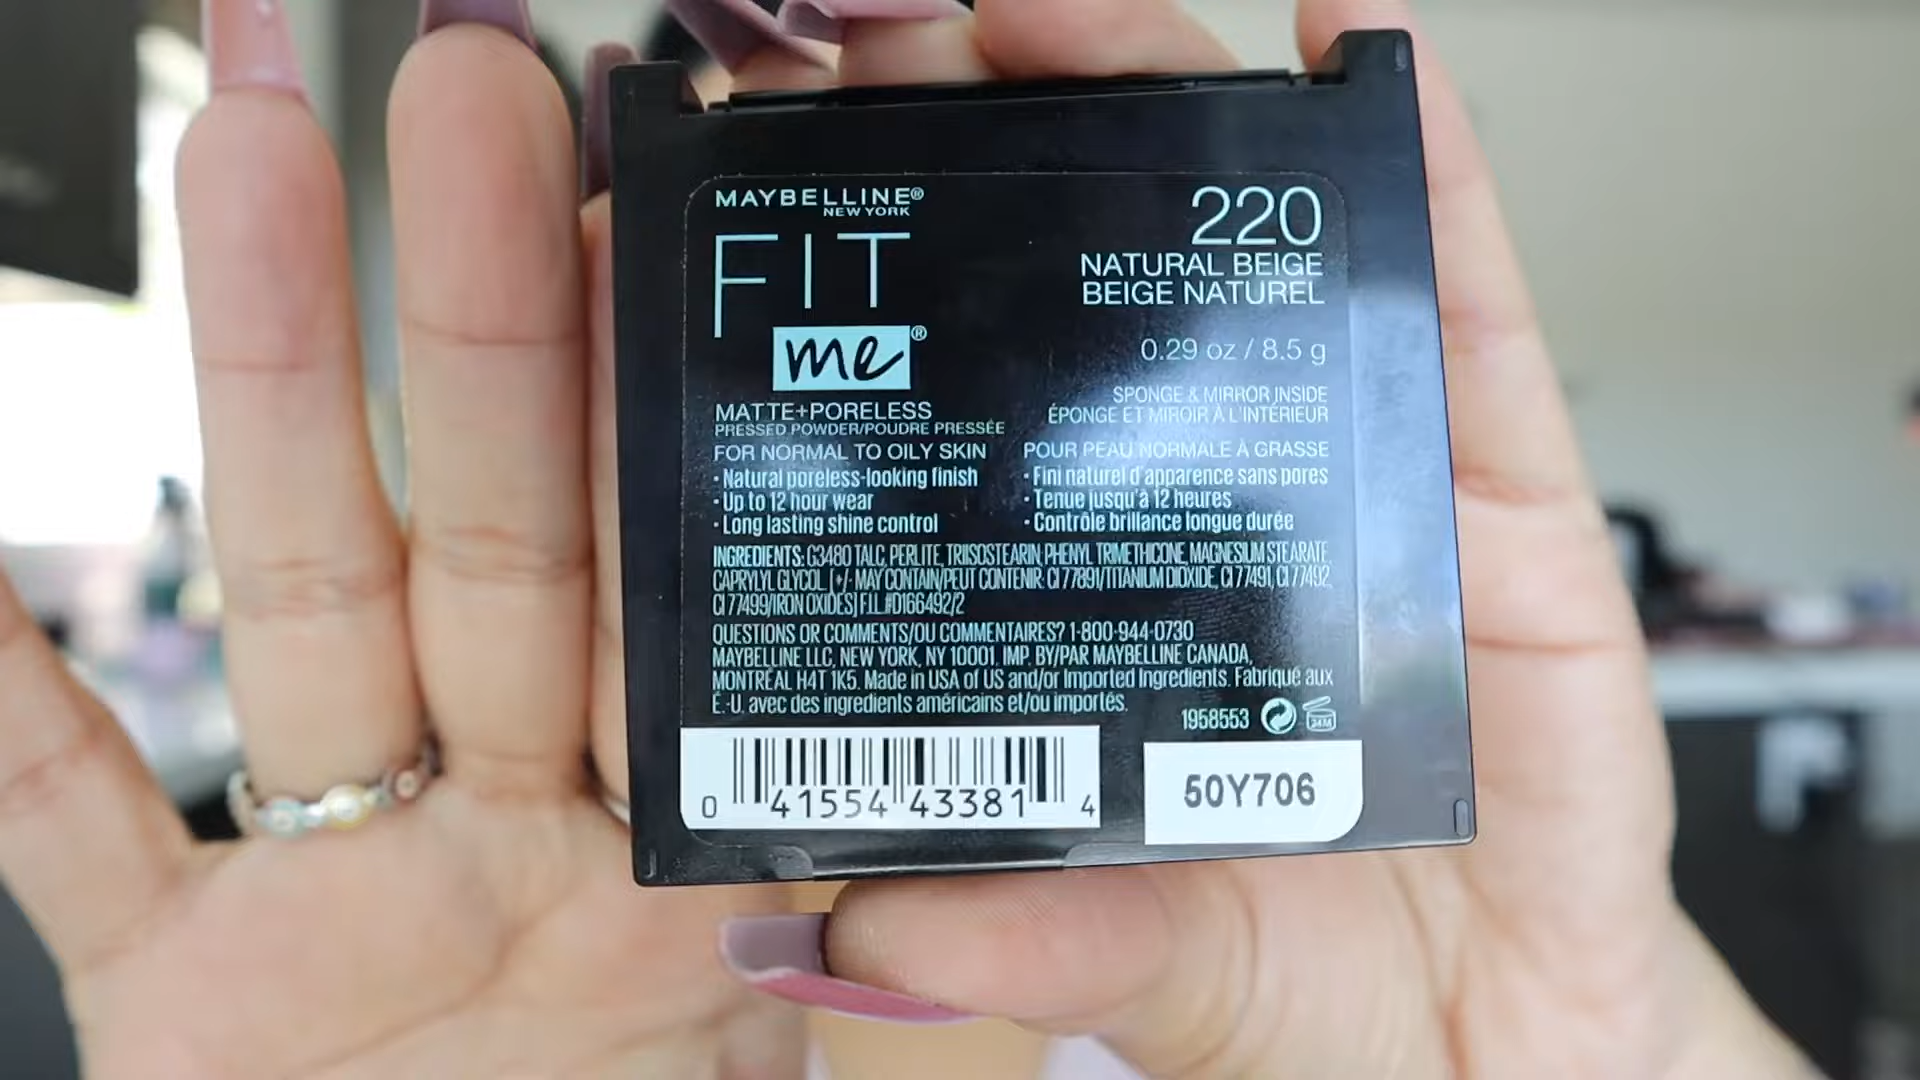 MAYBELLINE®
NEW YORK
FIT
me®
MATTE+PORELESS
PRESSED POWDER/POUDRE PRESSÉE
FOR NORMAL TO OILY SKIN
• Natural poreless-looking finish
• Up to 12 hour wear
• Long lasting shine control
220
NATURAL BEIGE
BEIGE NATUREL
0.29 oz / 8.5 g
SPONGE & MIRROR INSIDE
ÉPONGE ET MIROIR À L'INTÉRIEUR
POUR PEAU NORMALE À GRASSE
• Fini naturel d'apparence sans pores
• Tenue jusqu'à 12 heures
• Contrôle brillance longue durée
INGREDIENTS: G3480 TALC, PERLITE, TRIISOSTEARIN, PHENYL TRIMETHICONE, MAGNESIUM STEARATE,
CAPRYLYL GLYCOL. [+/- MAY CONTAIN/PEUT CONTENIR: CI 77891/TITANIUM DIOXIDE, CI 77491, CI 77492,
CI 77499/IRON OXIDES] F.I.L. #D166492/2
QUESTIONS OR COMMENTS/OU COMMENTAIRES? 1-800-944-0730
MAYBELLINE LLC, NEW YORK, NY 10001, IMP. BY/PAR MAYBELLINE CANADA,
MONTRÉAL H4T 1K5. Made in USA of US and/or Imported Ingredients. Fabriqué aux
É.-U. avec des ingredients américains et/ou importés.
1958553
24M
0 41554 43381 4
50Y706